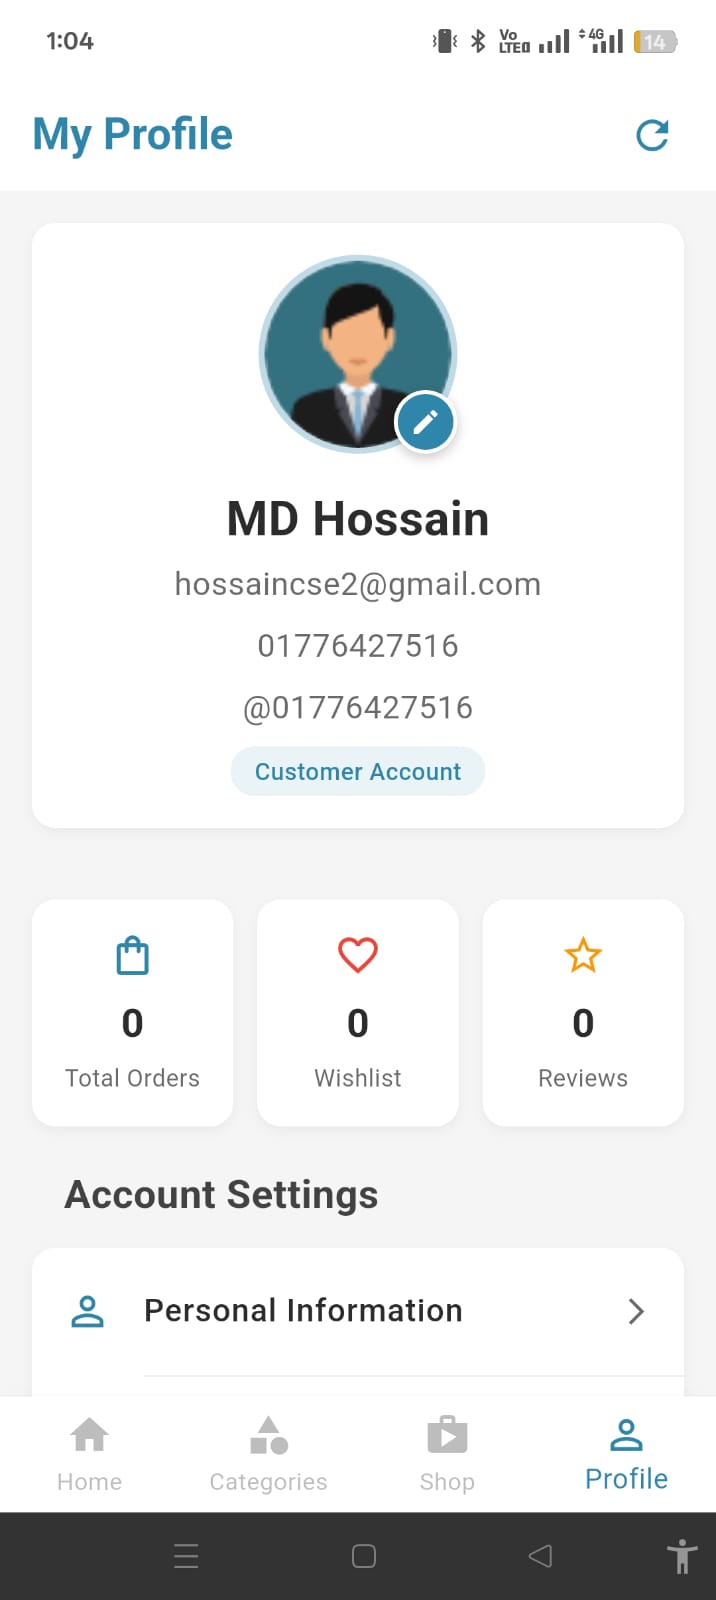 1:04
Vo
LTE
4G
14
My Profile
MD Hossain
hossaincse2@gmail.com
01776427516
@01776427516
Customer Account
0
Total Orders
0
Wishlist
0
Reviews
Account Settings
Personal Information
Home
Categories
Shop
Profile